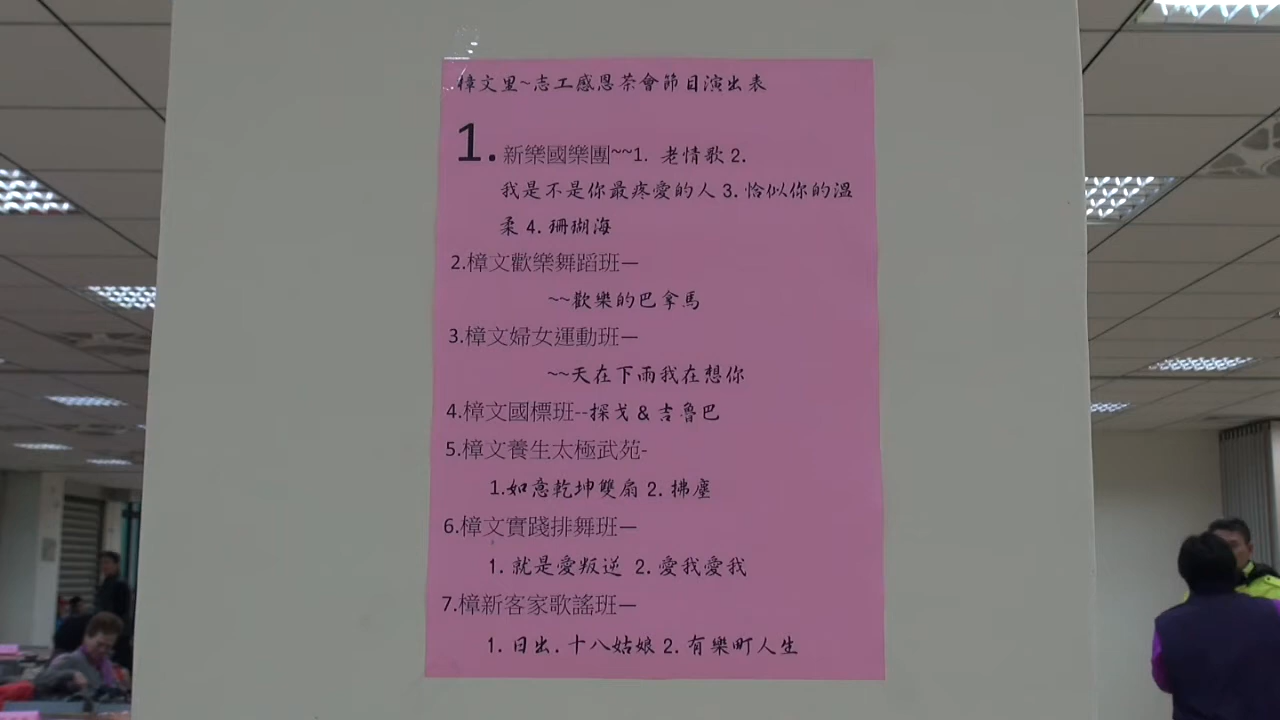 樟文里~志工感恩茶會節目演出表
1.新樂國樂團~~1. 老情歌 2.
我是不是你最疼愛的人 3. 恰似你的溫
柔 4. 珊瑚海
2.樟文歡樂舞蹈班—
~~歡樂的巴拿馬
3.樟文婦女運動班—
~~天在下雨我在想你
4.樟文國標班--探戈 & 吉魯巴
5.樟文養生太極武苑-
1.如意乾坤雙扇 2. 拂塵
6.樟文實踐排舞班—
1. 就是愛叛逆 2. 愛我愛我
7.樟新客家歌謠班—
1. 日出. 十八姑娘 2. 有樂町人生